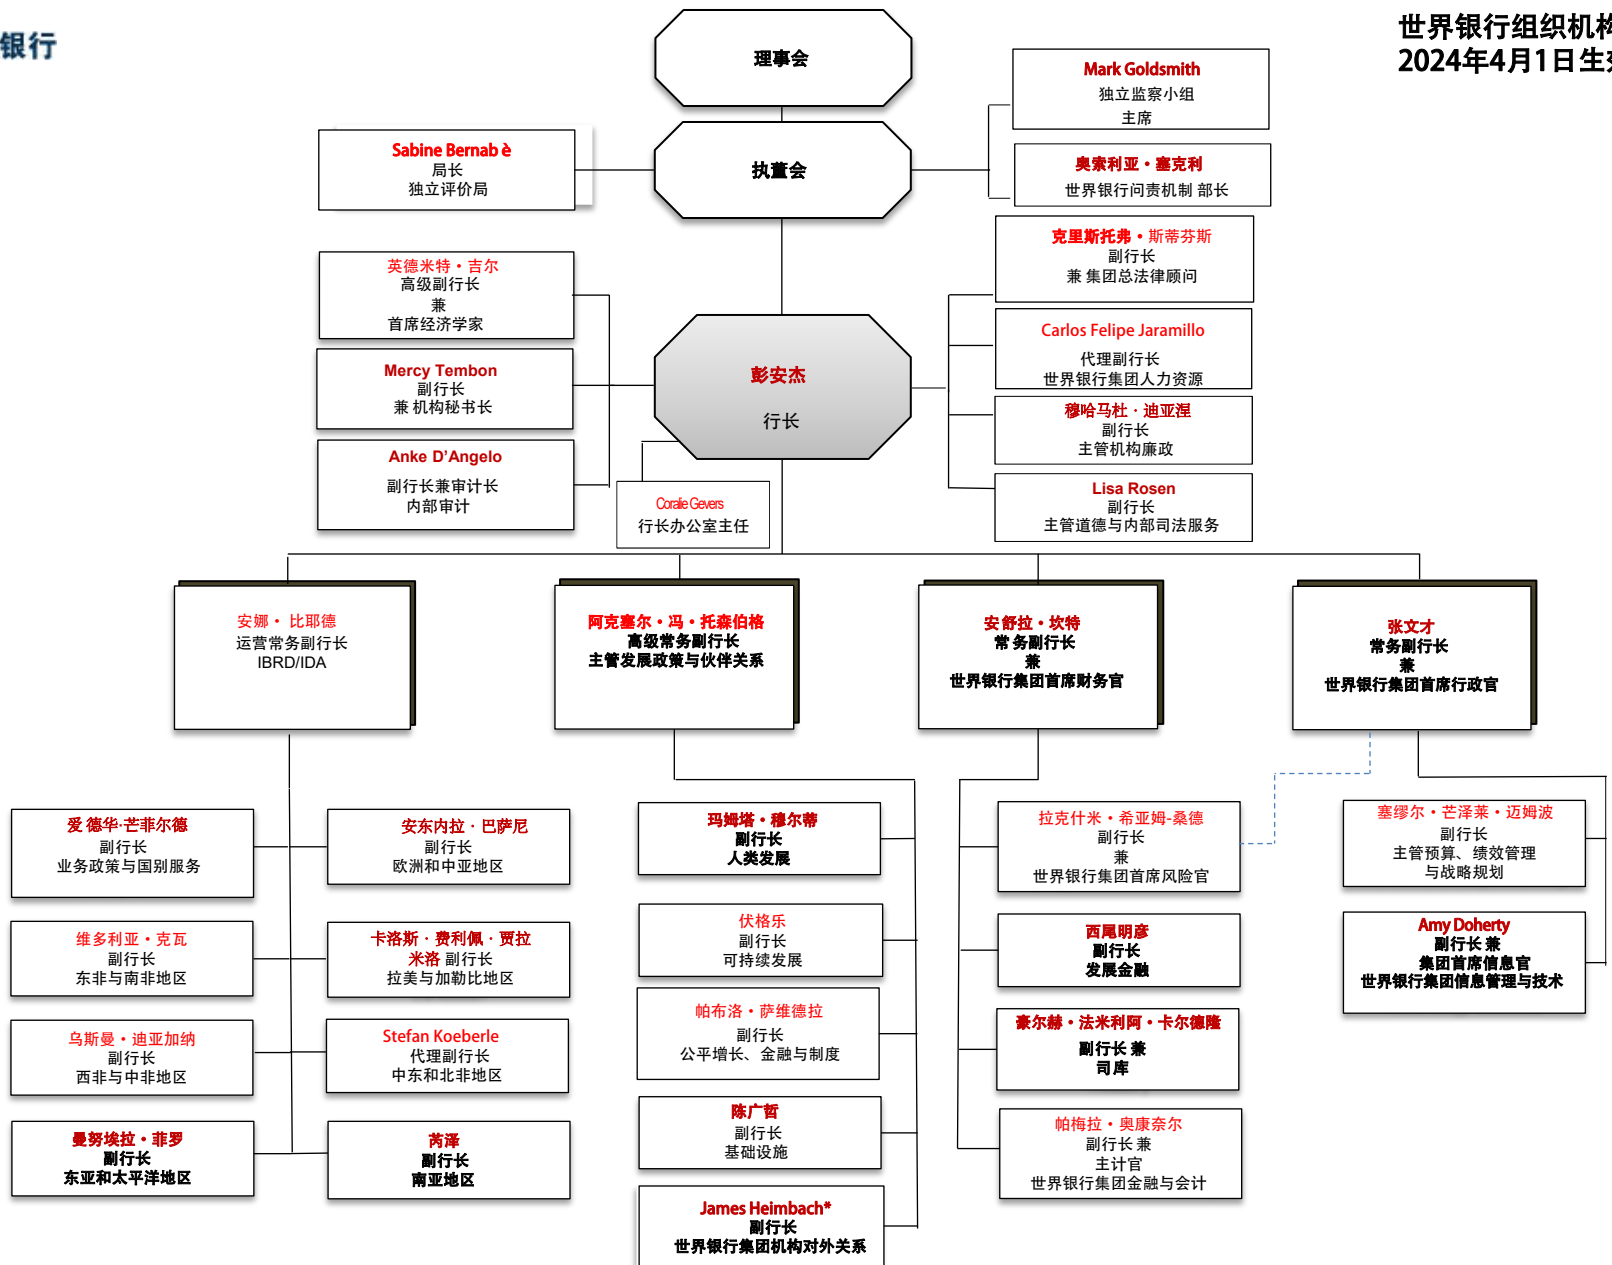 银行
世界银行组织机构
2024年4月1日生效
理事会
执董会
Mark Goldsmith
独立监察小组
主席
Sabine Bernab è
局长
独立评价局
奥索利亚·塞克利
世界银行问责机制 部长
克里斯托弗·斯蒂芬斯
副行长
兼 集团总法律顾问
英德米特·吉尔
高级副行长
兼
首席经济学家
Carlos Felipe Jaramillo
代理副行长
世界银行集团人力资源
Mercy Tembon
副行长
兼 机构秘书长
彭安杰
行长
穆哈马杜·迪亚涅
副行长
主管机构廉政
Anke D’Angelo
副行长兼审计长
内部审计
Coralie Gevers
行长办公室主任
Lisa Rosen
副行长
主管道德与内部司法服务
安娜· 比耶德
运营常务副行长
IBRD/IDA
阿克塞尔·冯·托森伯格
高级常务副行长
主管发展政策与伙伴关系
安舒拉·坎特
常务副行长
兼
世界银行集团首席财务官
张文才
常务副行长
兼
世界银行集团首席行政官
爱 德华·芒菲尔德
副行长
业务政策与国别服务
安东内拉·巴萨尼
副行长
欧洲和中亚地区
维多利亚·克瓦
副行长
东非与南非地区
卡洛斯·费利佩·贾拉
米洛 副行长
拉美与加勒比地区
乌斯曼·迪亚加纳
副行长
西非与中非地区
Stefan Koeberle
代理副行长
中东和北非地区
曼努埃拉·菲罗
副行长
东亚和太平洋地区
芮泽
副行长
南亚地区
玛姆塔·穆尔蒂
副行长
人类发展
伏格乐
副行长
可持续发展
帕布洛·萨维德拉
副行长
公平增长、金融与制度
陈广哲
副行长
基础设施
James Heimbach*
副行长
世界银行集团机构对外关系
拉克什米·希亚姆-桑德
副行长
兼
世界银行集团首席风险官
西尾明彦
副行长
发展金融
豪尔赫·法米利阿·卡尔德隆
副行长 兼
司库
帕梅拉·奥康奈尔
副行长 兼
主计官
世界银行集团金融与会计
塞缪尔·芒泽莱·迈姆波
副行长
主管预算、绩效管理
与战略规划
Amy Doherty
副行长 兼
集团首席信息官
世界银行集团信息管理与技术